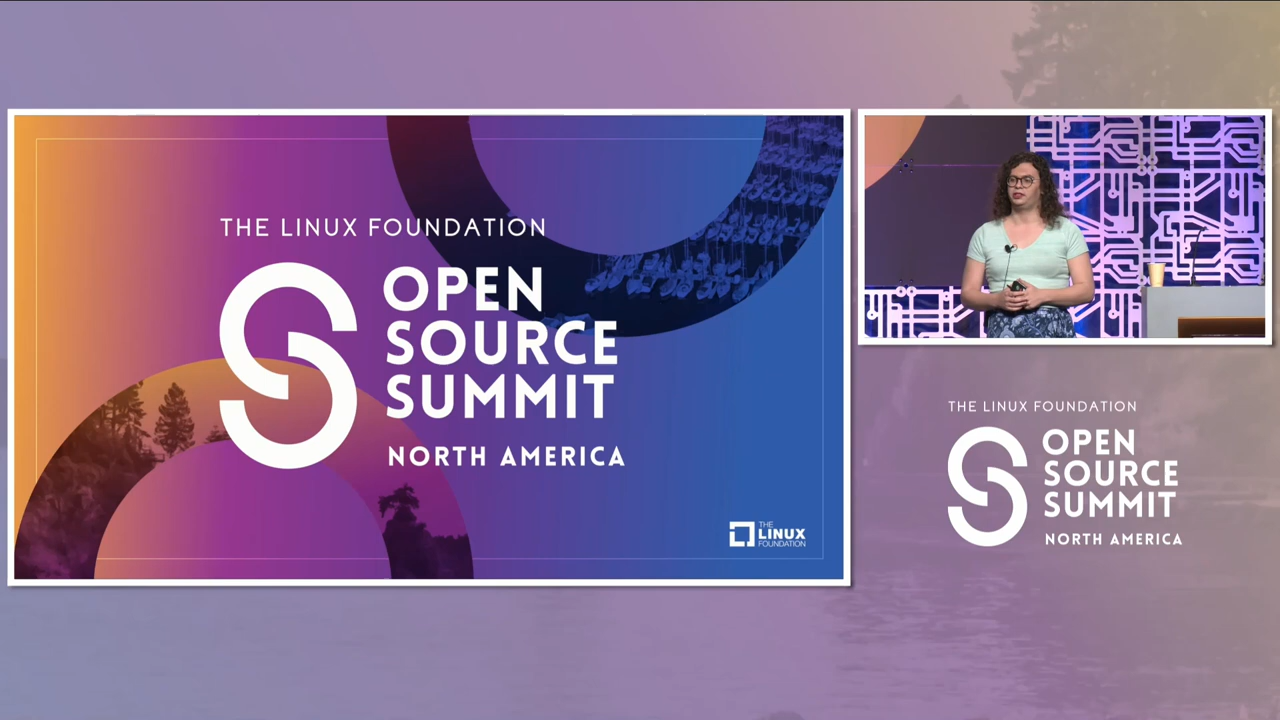 THE LINUX FOUNDATION
OPEN
SOURCE
SUMMIT
NORTH AMERICA
THE
LINUX
FOUNDATION
THE LINUX FOUNDATION
OPEN
SOURCE
SUMMIT
NORTH AMERICA